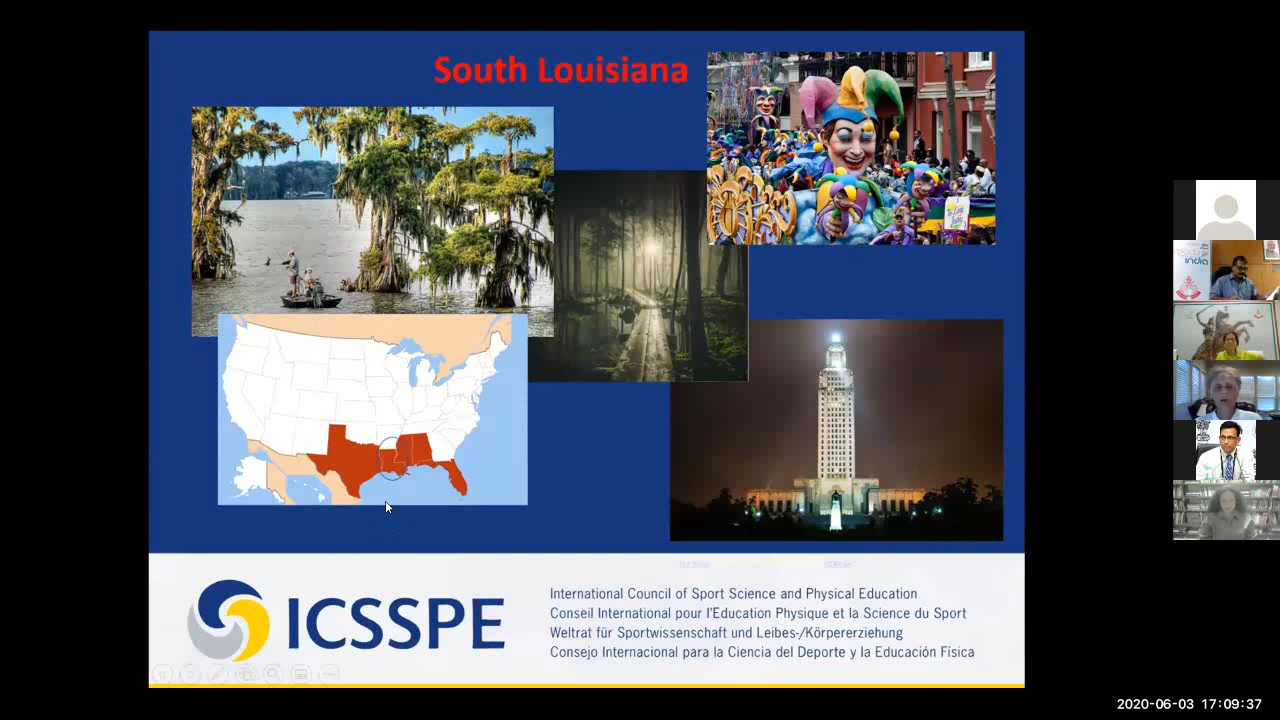 South Louisiana
ICSSPE
International Council of Sport Science and Physical Education
Conseil International pour l'Education Physique et la Science du Sport
Weltrat für Sportwissenschaft und Leibes-/Körpererziehung
Consejo Internacional para la Ciencia del Deporte y la Educación Física
india
2020-06-03 17:09:37